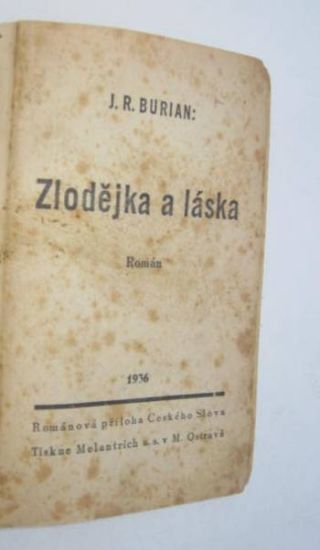 J. R. BURIAN:
Zlodějka a láska
Román
1936
Románová příloha Českého Slova
Tiskne Melantrich a. s. v M. Ostravě